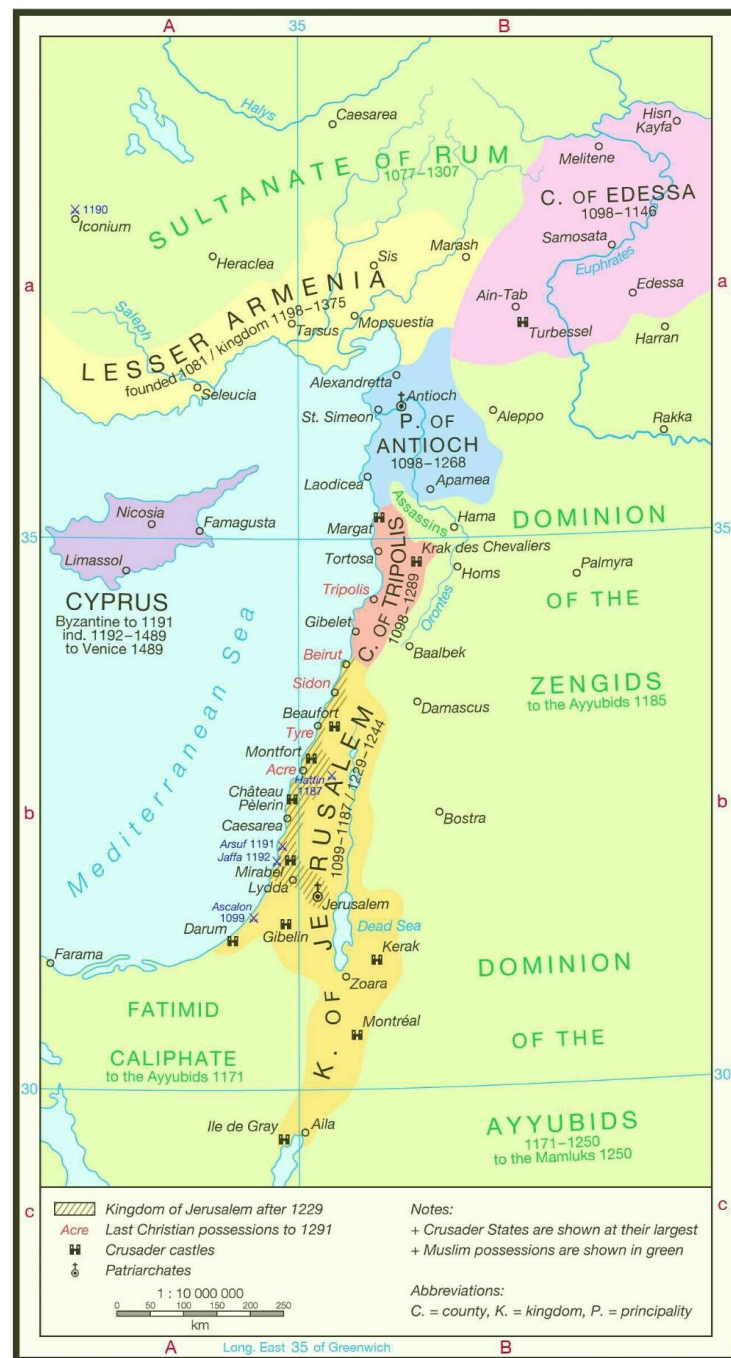 A
B
35
Halys
Caesarea
Hisn
Kayfa
Melitene
SULTANATE OF RUM
1077–1307
C. OF EDESSA
1098–1146
1190
Iconium
Samosata
Marash
Sis
Heraclea
Euphrates
a
a
Ain-Tab
Edessa
Saleph
LESSER ARMENIA
founded 1081 / kingdom 1198–1375
Tarsus
Mopsuestia
Turbessel
Harran
Alexandretta
Seleucia
Antioch
St. Simeon
P. OF
ANTIOCH
1098–1268
Aleppo
Rakka
Laodicea
Apamea
Assassins
Nicosia
Famagusta
Margat
Hama
DOMINION
35
35
Limassol
Tortosa
Krak des Chevaliers
Homs
Palmyra
CYPRUS
Byzantine to 1191
ind. 1192–1489
to Venice 1489
Tripolis
C. OF TRIPOLIS
1098–1289
Orontes
OF THE
Gibelet
Baalbek
Beirut
Mediterranean Sea
Sidon
ZENGIDS
to the Ayyubids 1185
Beaufort
Damascus
Tyre
Montfort
Acre
Hattin
1187
K. OF JERUSALEM
1099–1187 / 1229–1244
Château
Pèlerin
b
b
Caesarea
Bostra
Arsuf 1191
Jaffa 1192
Mirabel
Lydda
Jerusalem
Ascalon
1099
Dead Sea
Darum
Gibelin
Kerak
Farama
DOMINION
Zoara
FATIMID
Montréal
OF THE
CALIPHATE
to the Ayyubids 1171
30
30
Ile de Gray
Aila
AYYUBIDS
1171–1250
to the Mamluks 1250
c
c
Kingdom of Jerusalem after 1229
Acre Last Christian possessions to 1291
Crusader castles
Patriarchates
1 : 10 000 000
0 50 100 150 200 250
km
Notes:
+ Crusader States are shown at their largest
+ Muslim possessions are shown in green
Abbreviations:
C. = county, K. = kingdom, P. = principality
A
Long. East 35 of Greenwich
B